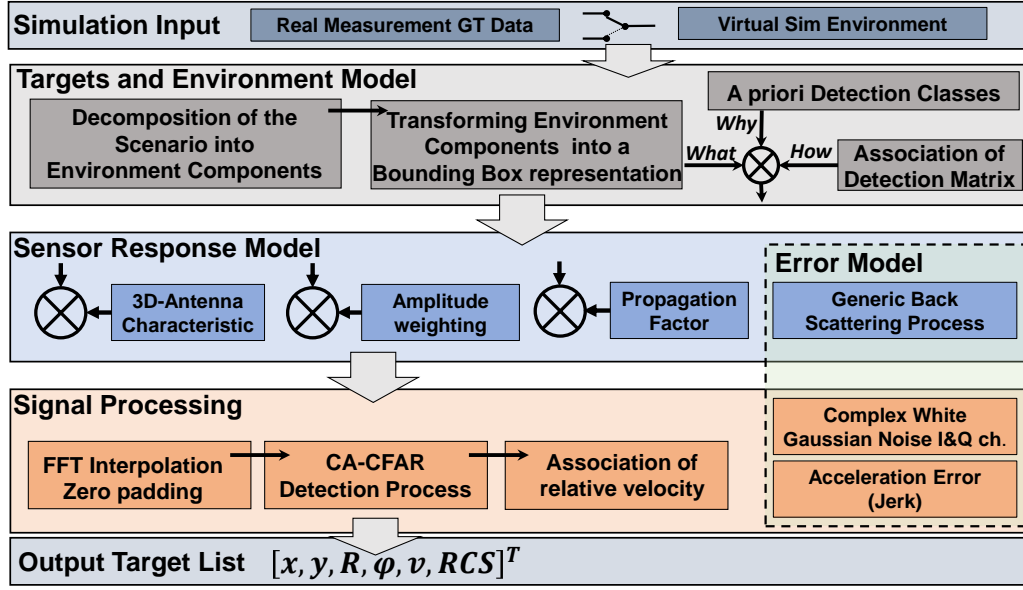 Simulation Input
Real Measurement GT Data
Virtual Sim Environment
Targets and Environment Model
Decomposition of the
Scenario into
Environment Components
Transforming Environment
Components into a
Bounding Box representation
A priori Detection Classes
Why
What
How
Association of
Detection Matrix
Sensor Response Model
3D-Antenna
Characteristic
Amplitude
weighting
Propagation
Factor
Error Model
Generic Back
Scattering Process
Signal Processing
FFT Interpolation
Zero padding
CA-CFAR
Detection Process
Association of
relative velocity
Complex White
Gaussian Noise I&Q ch.
Acceleration Error
(Jerk)
Output Target List [x, y, R, φ, v, RCS]^T